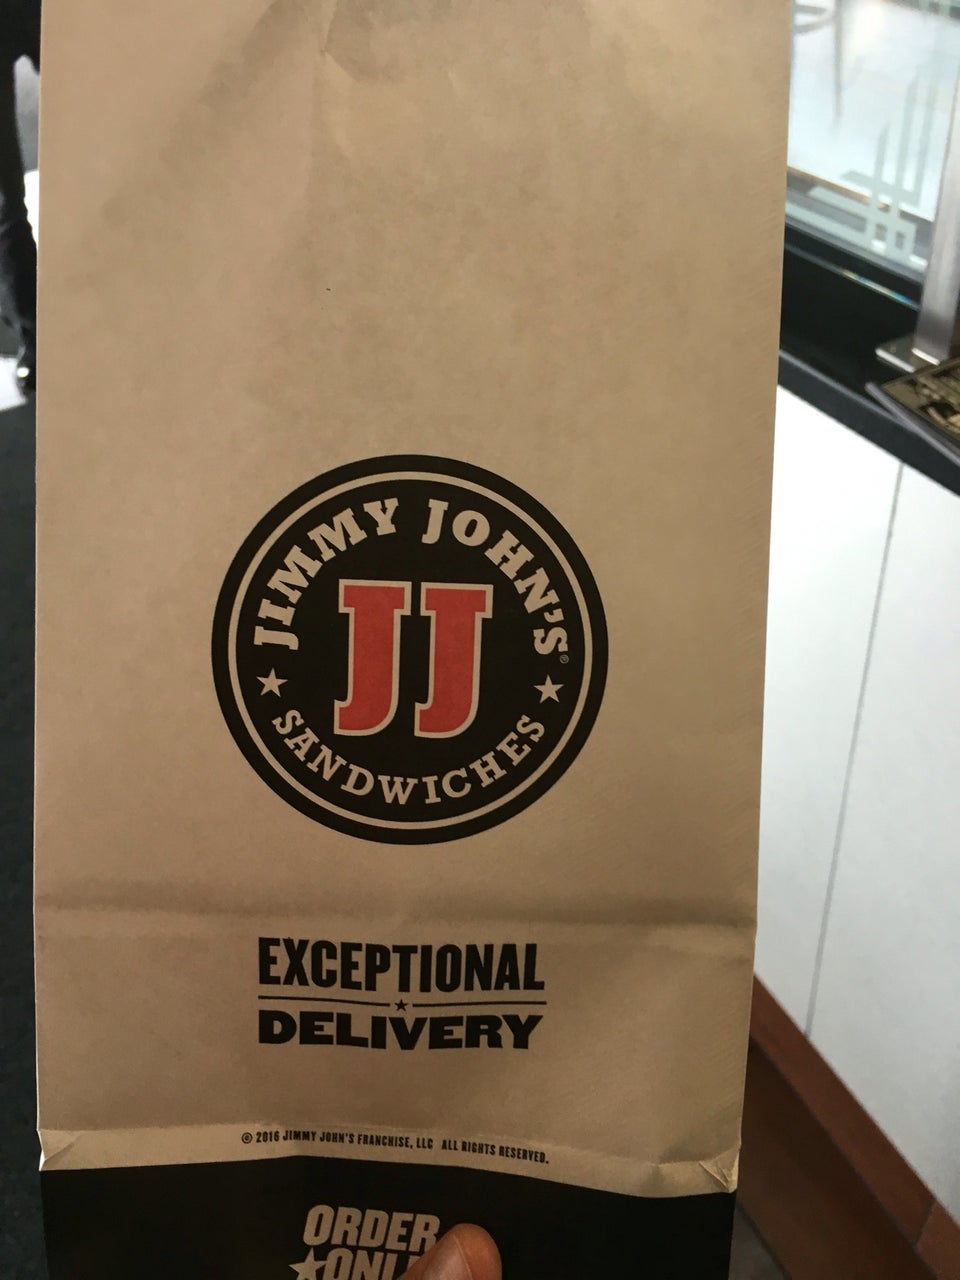 JIMMY JOHN'S®
JJ
SANDWICHES
EXCEPTIONAL
DELIVERY
© 2016 JIMMY JOHN'S FRANCHISE, LLC ALL RIGHTS RESERVED.
ORDER